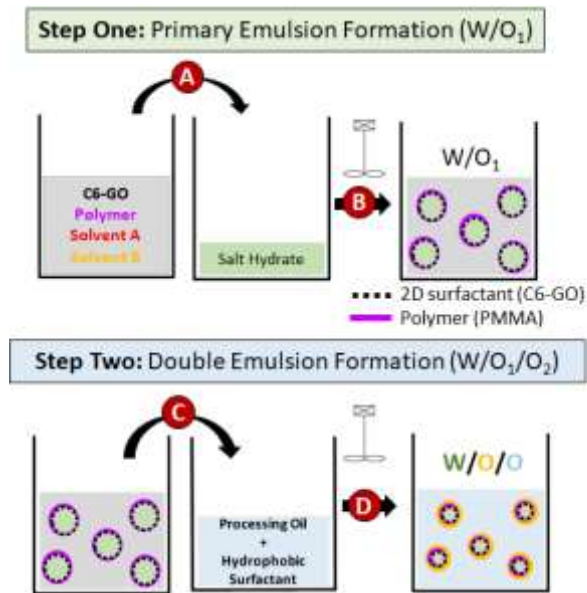 Step One: Primary Emulsion Formation (W/O₁)
A
C6-GO
Polymer
Solvent A
Solvent B
Salt Hydrate
B
W/O₁
2D surfactant (C6-GO)
Polymer (PMMA)
Step Two: Double Emulsion Formation (W/O₁/O₂)
C
Processing Oil
+
Hydrophobic
Surfactant
D
W/O/O